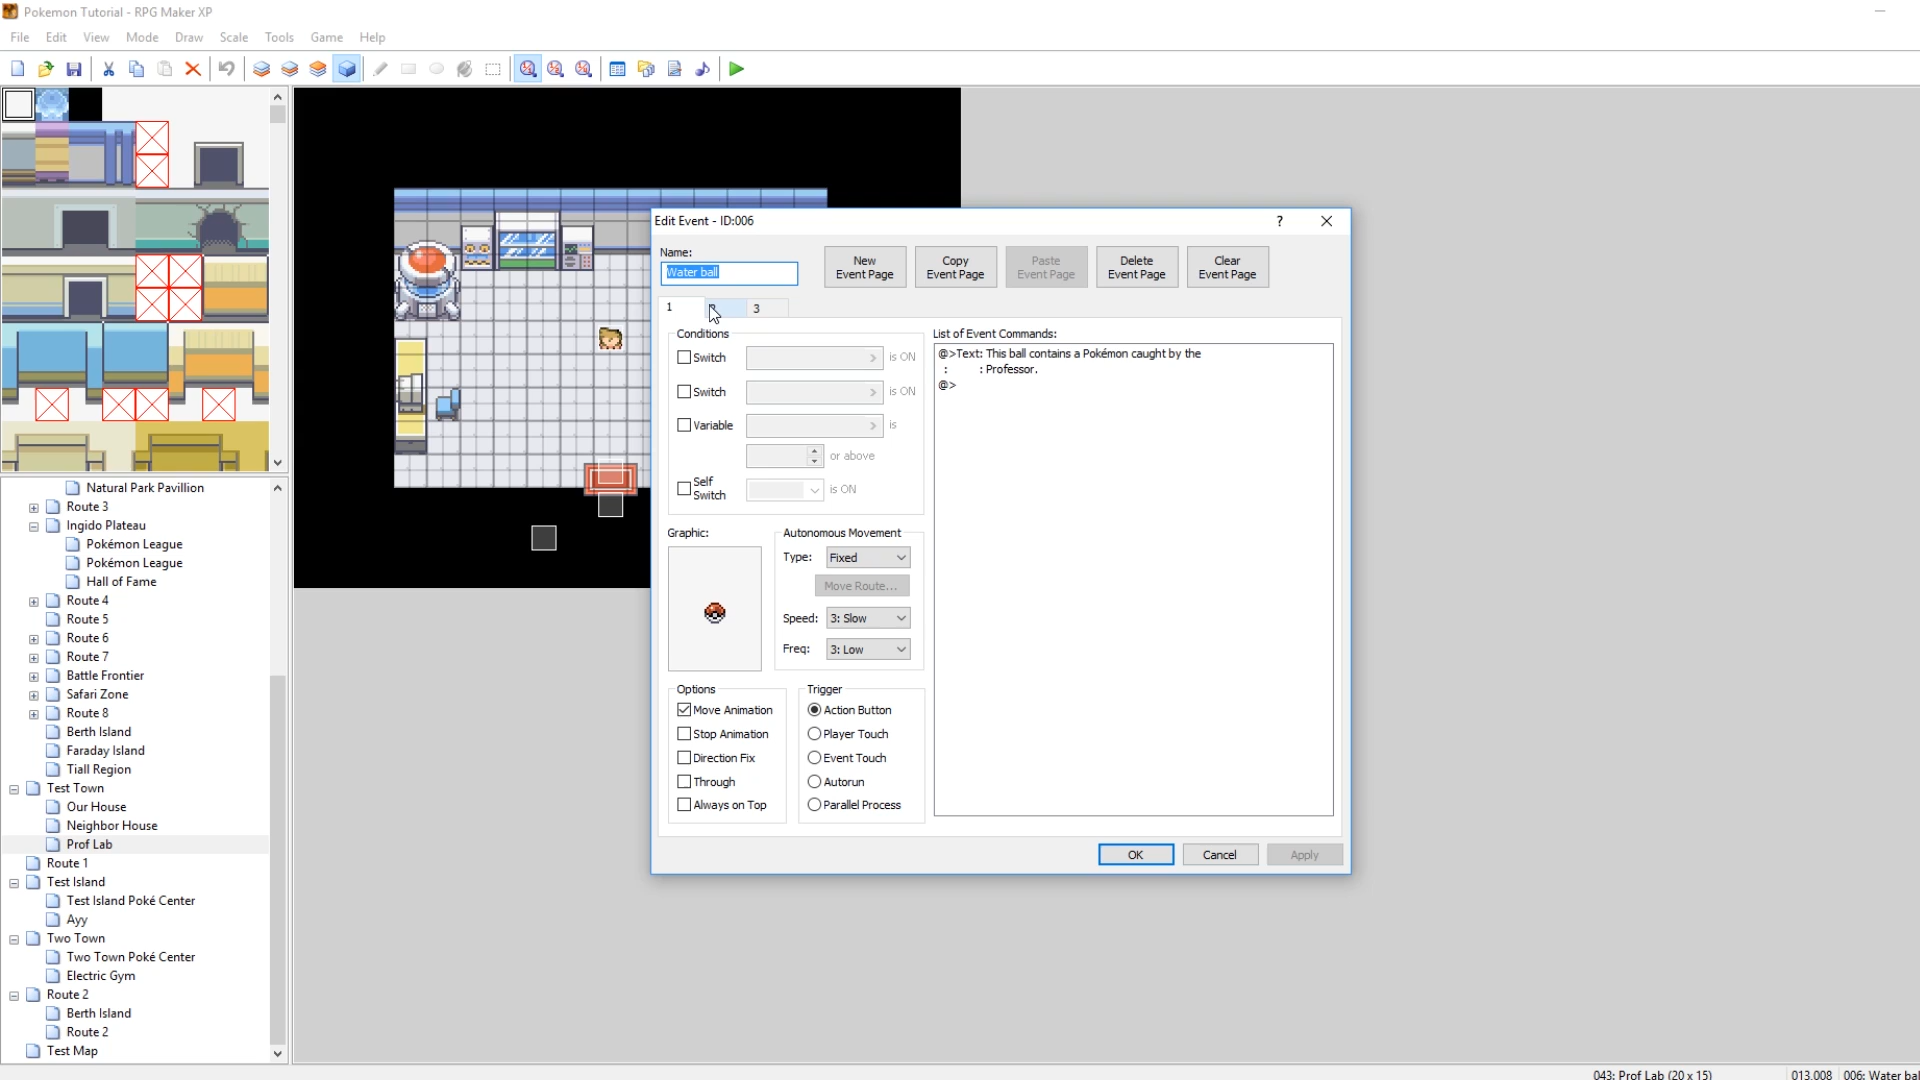 Pokemon Tutorial - RPG Maker XP
File Edit View Mode Draw Scale Tools Game Help
Edit Event - ID:006
Name:
Water ball
New Event Page
Copy Event Page
Paste Event Page
Delete Event Page
Clear Event Page
1 3
Conditions
Switch is ON
Switch is ON
Variable is
or above
Self Switch is ON
Graphic:
Autonomous Movement
Type: Fixed
Move Route...
Speed: 3: Slow
Freq: 3: Low
Options
Move Animation
Stop Animation
Direction Fix
Through
Always on Top
Trigger
Action Button
Player Touch
Event Touch
Autorun
Parallel Process
List of Event Commands:
@>Text: This ball contains a Pokémon caught by the
: : Professor.
@>
OK Cancel Apply
Natural Park Pavillion
Route 3
Ingido Plateau
Pokémon League
Pokémon League
Hall of Fame
Route 4
Route 5
Route 6
Route 7
Battle Frontier
Safari Zone
Route 8
Berth Island
Faraday Island
Tiall Region
Test Town
Our House
Neighbor House
Prof Lab
Route 1
Test Island
Test Island Poké Center
Ayy
Two Town
Two Town Poké Center
Electric Gym
Route 2
Berth Island
Route 2
Test Map
043: Prof Lab (20 x 15) 013,008 006: Water bal